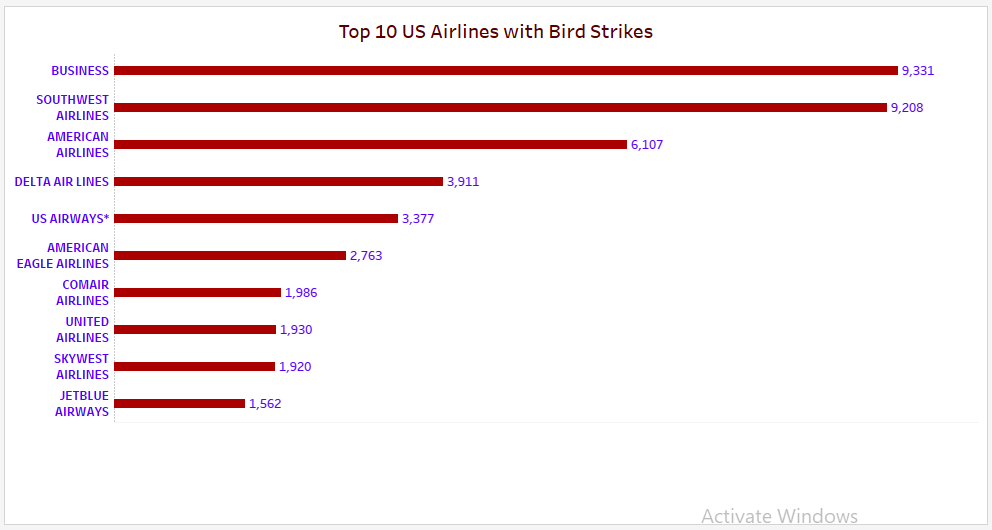 Top 10 US Airlines with Bird Strikes
BUSINESS 9,331
SOUTHWEST
AIRLINES 9,208
AMERICAN
AIRLINES 6,107
DELTA AIR LINES 3,911
US AIRWAYS* 3,377
AMERICAN
EAGLE AIRLINES 2,763
COMAIR
AIRLINES 1,986
UNITED
AIRLINES 1,930
SKYWEST
AIRLINES 1,920
JETBLUE
AIRWAYS 1,562
Activate Windows